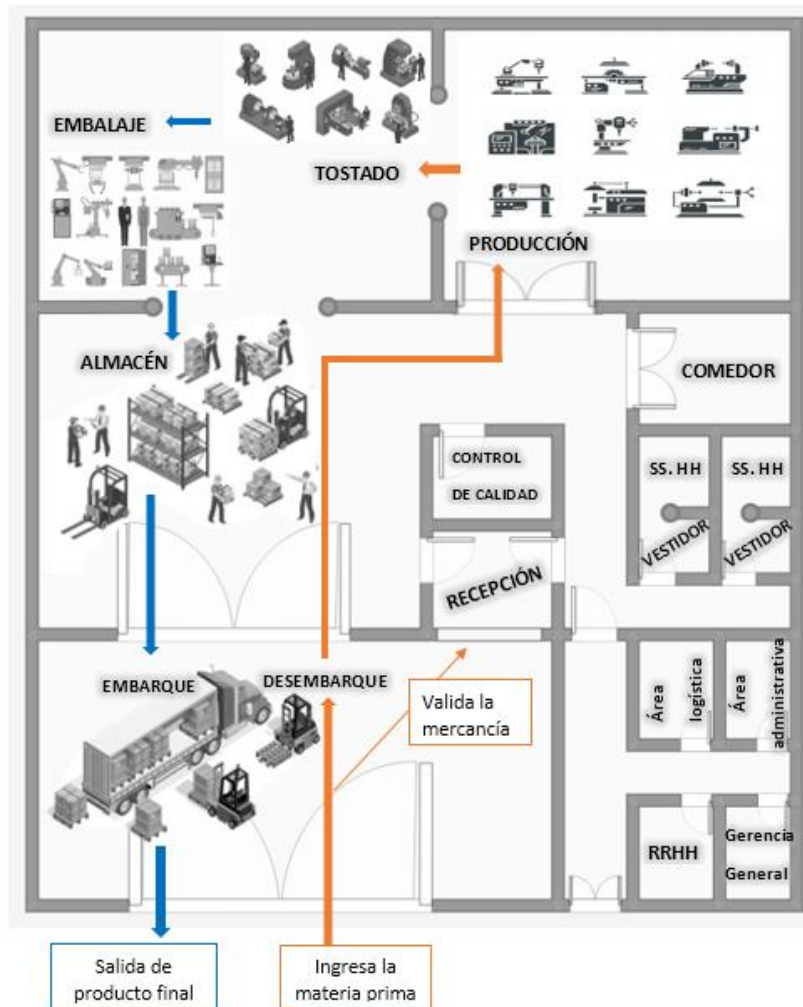 EMBALAJE
TOSTADO
PRODUCCIÓN
ALMACÉN
COMEDOR
CONTROL
DE CALIDAD
SS. HH
SS. HH
VESTIDOR
VESTIDOR
RECEPCIÓN
EMBARQUE
DESEMBARQUE
Valida la
mercancía
Área
logística
Área
administrativa
RRHH
Gerencia
General
Salida de
producto final
Ingresa la
materia prima